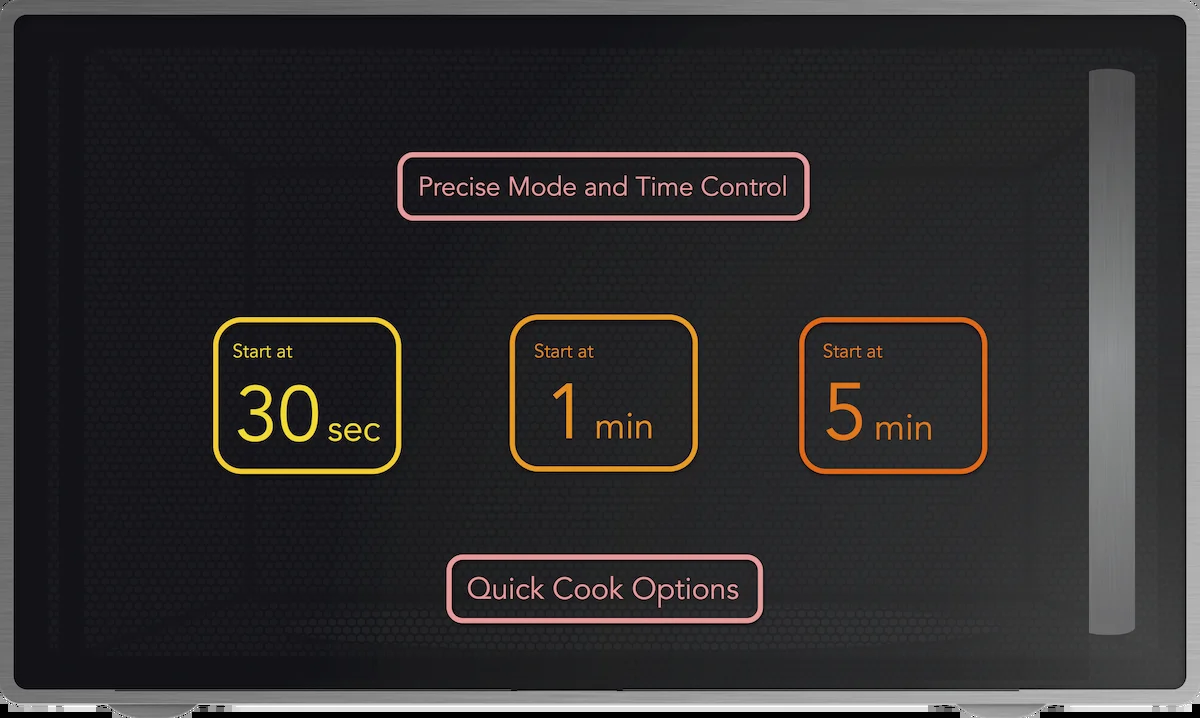 Precise Mode and Time Control
Start at
30 sec
Start at
1 min
Start at
5 min
Quick Cook Options